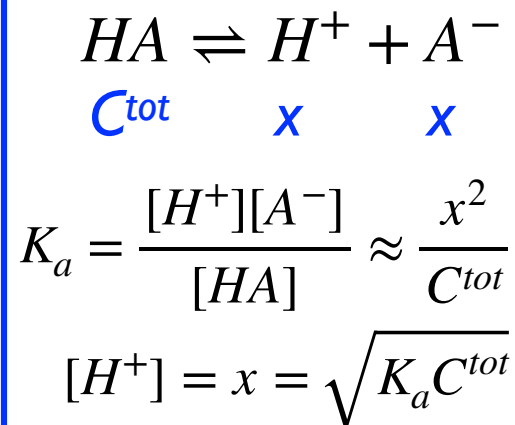 HA ⇌ H⁺ + A⁻
Cᵗᵒᵗ x x
Kₐ = [H⁺][A⁻] / [HA] ≈ x² / Cᵗᵒᵗ
[H⁺] = x = √(KₐCᵗᵒᵗ)